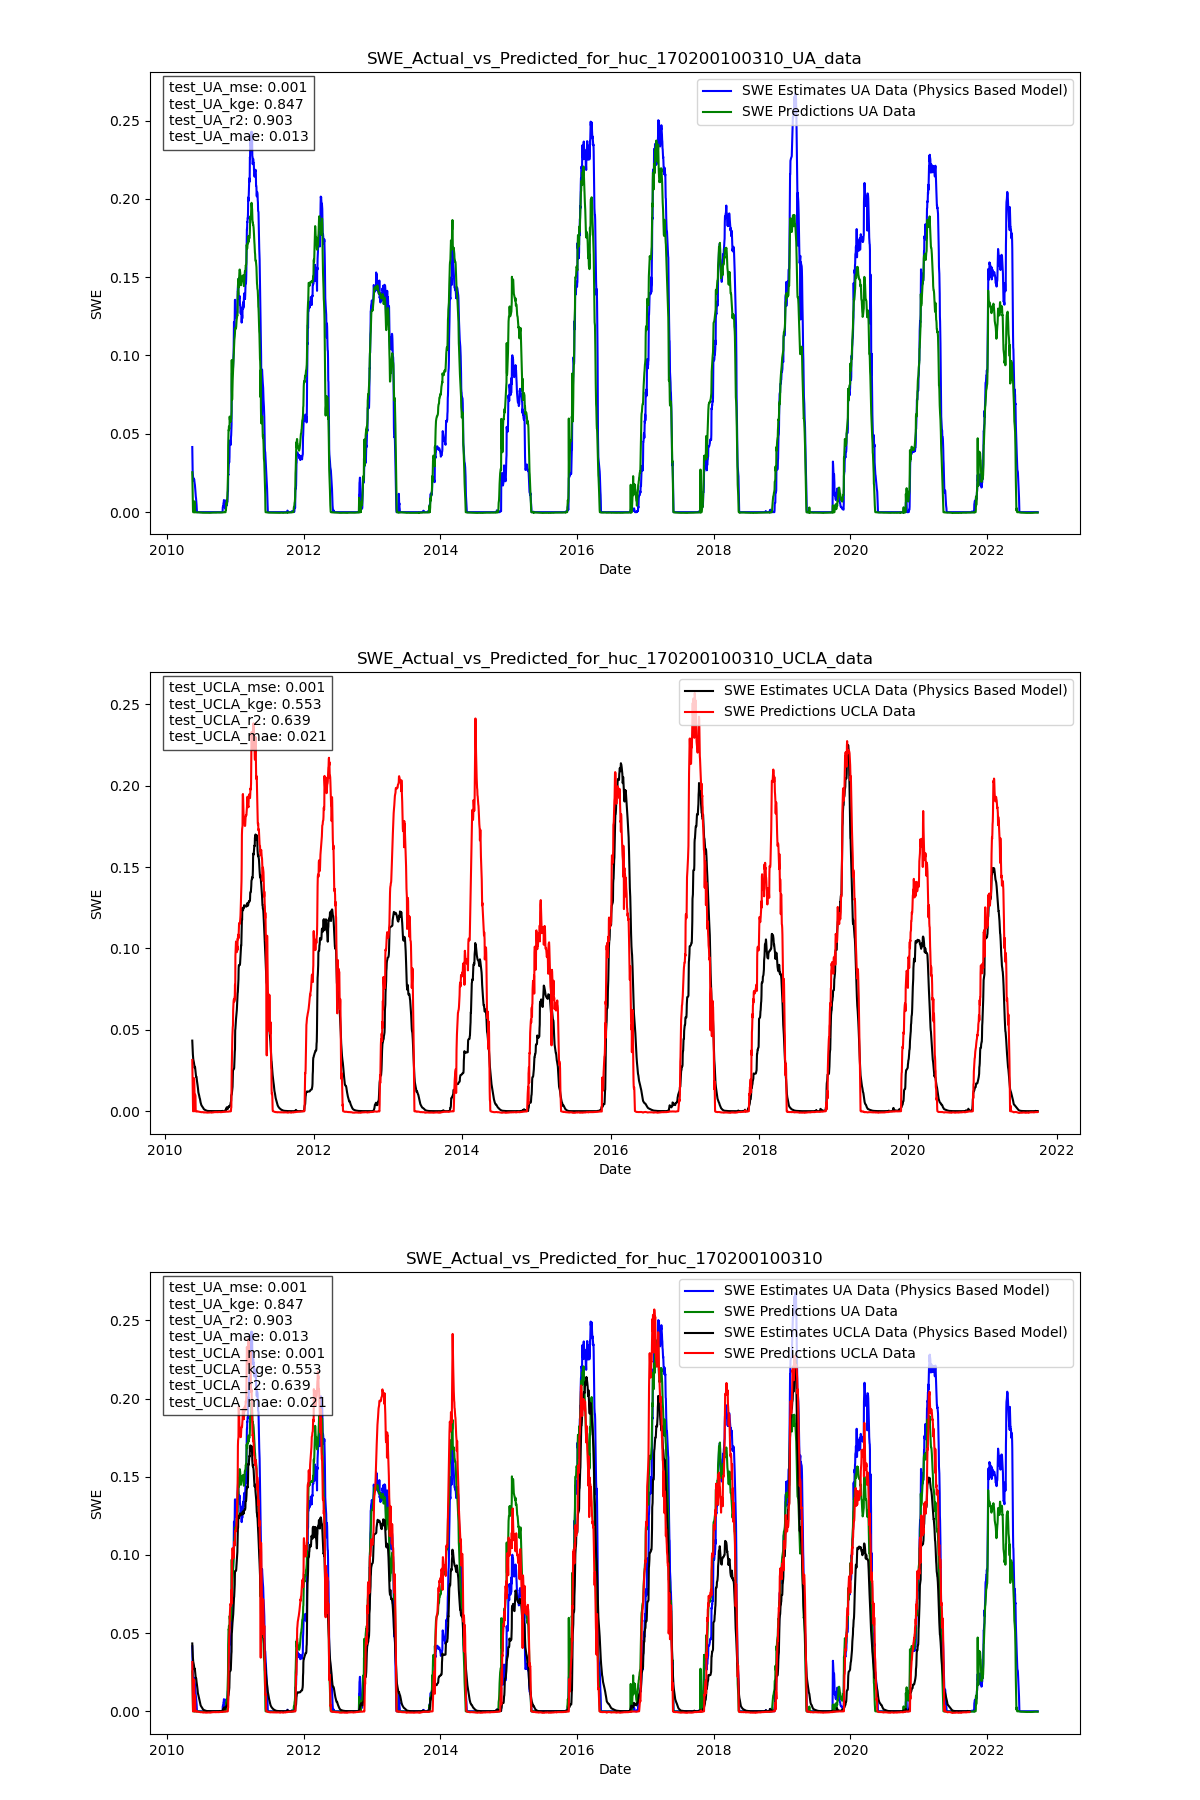 SWE_Actual_vs_Predicted_for_huc_170200100310_UA_data
test_UA_mse: 0.001
test_UA_kge: 0.847
test_UA_r2: 0.903
test_UA_mae: 0.013
SWE Estimates UA Data (Physics Based Model)
SWE Predictions UA Data
0.25
0.20
0.15
0.10
0.05
0.00
SWE
2010 2012 2014 2016 2018 2020 2022
Date
SWE_Actual_vs_Predicted_for_huc_170200100310_UCLA_data
test_UCLA_mse: 0.001
test_UCLA_kge: 0.553
test_UCLA_r2: 0.639
test_UCLA_mae: 0.021
SWE Estimates UCLA Data (Physics Based Model)
SWE Predictions UCLA Data
0.25
0.20
0.15
0.10
0.05
0.00
SWE
2010 2012 2014 2016 2018 2020 2022
Date
SWE_Actual_vs_Predicted_for_huc_170200100310
test_UA_mse: 0.001
test_UA_kge: 0.847
test_UA_r2: 0.903
test_UA_mae: 0.013
test_UCLA_mse: 0.001
test_UCLA_kge: 0.553
test_UCLA_r2: 0.639
test_UCLA_mae: 0.021
SWE Estimates UA Data (Physics Based Model)
SWE Predictions UA Data
SWE Estimates UCLA Data (Physics Based Model)
SWE Predictions UCLA Data
0.25
0.20
0.15
0.10
0.05
0.00
SWE
2010 2012 2014 2016 2018 2020 2022
Date